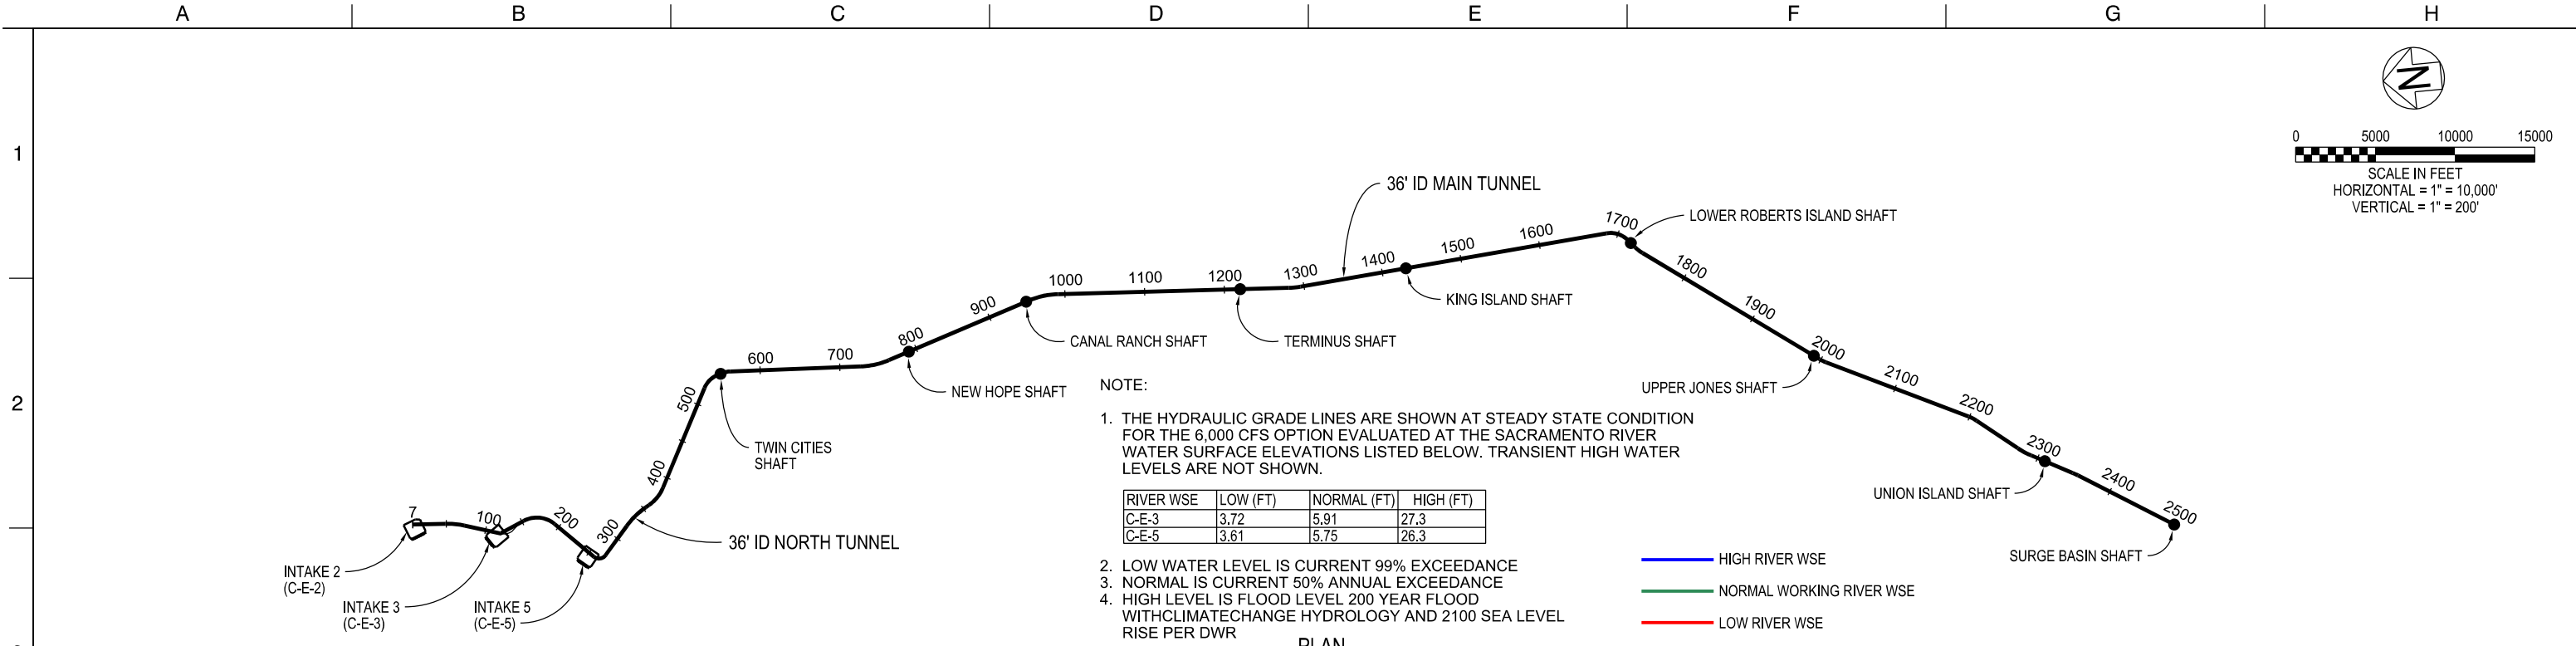 A B C D E F G H
N
0 5000 10000 15000
SCALE IN FEET
HORIZONTAL = 1" = 10,000'
VERTICAL = 1" = 200'
1
2
36' ID MAIN TUNNEL
LOWER ROBERTS ISLAND SHAFT
7
100
200
300
400
500
600
700
800
900
1000
1100
1200
1300
1400
1500
1600
1700
1800
1900
2000
2100
2200
2300
2400
2500
KING ISLAND SHAFT
CANAL RANCH SHAFT
TERMINUS SHAFT
NEW HOPE SHAFT
UPPER JONES SHAFT
TWIN CITIES
SHAFT
UNION ISLAND SHAFT
36' ID NORTH TUNNEL
SURGE BASIN SHAFT
INTAKE 2
(C-E-2)
INTAKE 3
(C-E-3)
INTAKE 5
(C-E-5)
NOTE:
1. THE HYDRAULIC GRADE LINES ARE SHOWN AT STEADY STATE CONDITION
FOR THE 6,000 CFS OPTION EVALUATED AT THE SACRAMENTO RIVER
WATER SURFACE ELEVATIONS LISTED BELOW. TRANSIENT HIGH WATER
LEVELS ARE NOT SHOWN.
RIVER WSE LOW (FT) NORMAL (FT) HIGH (FT)
C-E-3 3.72 5.91 27.3
C-E-5 3.61 5.75 26.3
2. LOW WATER LEVEL IS CURRENT 99% EXCEEDANCE
3. NORMAL IS CURRENT 50% ANNUAL EXCEEDANCE
4. HIGH LEVEL IS FLOOD LEVEL 200 YEAR FLOOD
WITHCLIMATECHANGE HYDROLOGY AND 2100 SEA LEVEL
RISE PER DWR
HIGH RIVER WSE
NORMAL WORKING RIVER WSE
LOW RIVER WSE
PLAN